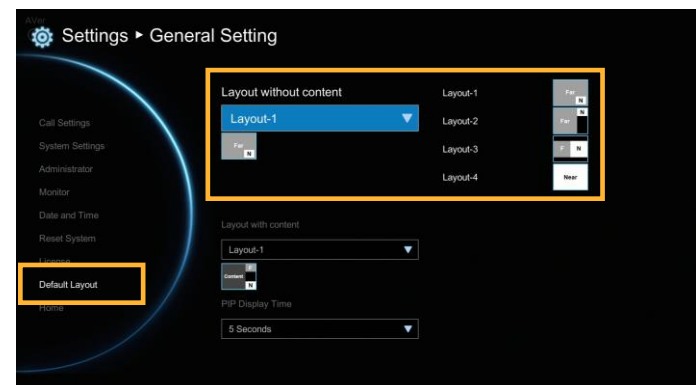 AVer
Settings ▸ General Setting
Call Settings
System Settings
Administrator
Monitor
Date and Time
Reset System
License
Default Layout
Home
Layout without content
Layout-1
Far
N
Layout-1
Far
N
Layout-2
N
Far
Layout-3
F N
Layout-4
Near
Layout with content
Layout-1
F
Content
N
PIP Display Time
5 Seconds